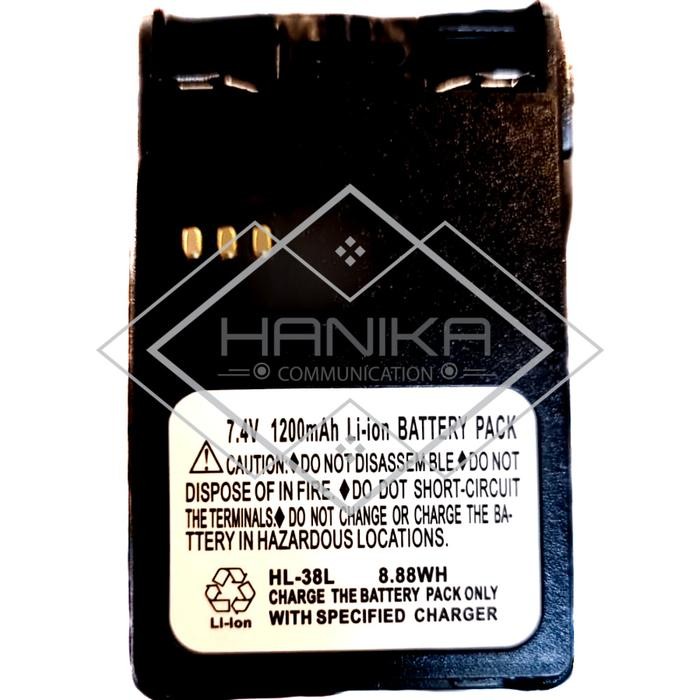 HANIKA
COMMUNICATION
7.4V 1200mAh Li-ion BATTERY PACK
CAUTION:♦DO NOT DISASSEMBLE♦DO NOT
DISPOSE OF IN FIRE. ♦DO DOT SHORT-CIRCUIT
THE TERMINALS♦ DO NOT CHANGE OR CHARGE THE BA-
TTERY IN HAZARDOUS LOCATIONS.
HL-38L 8.88WH
CHARGE THE BATTERY PACK ONLY
WITH SPECIFIED CHARGER
Li-Ion